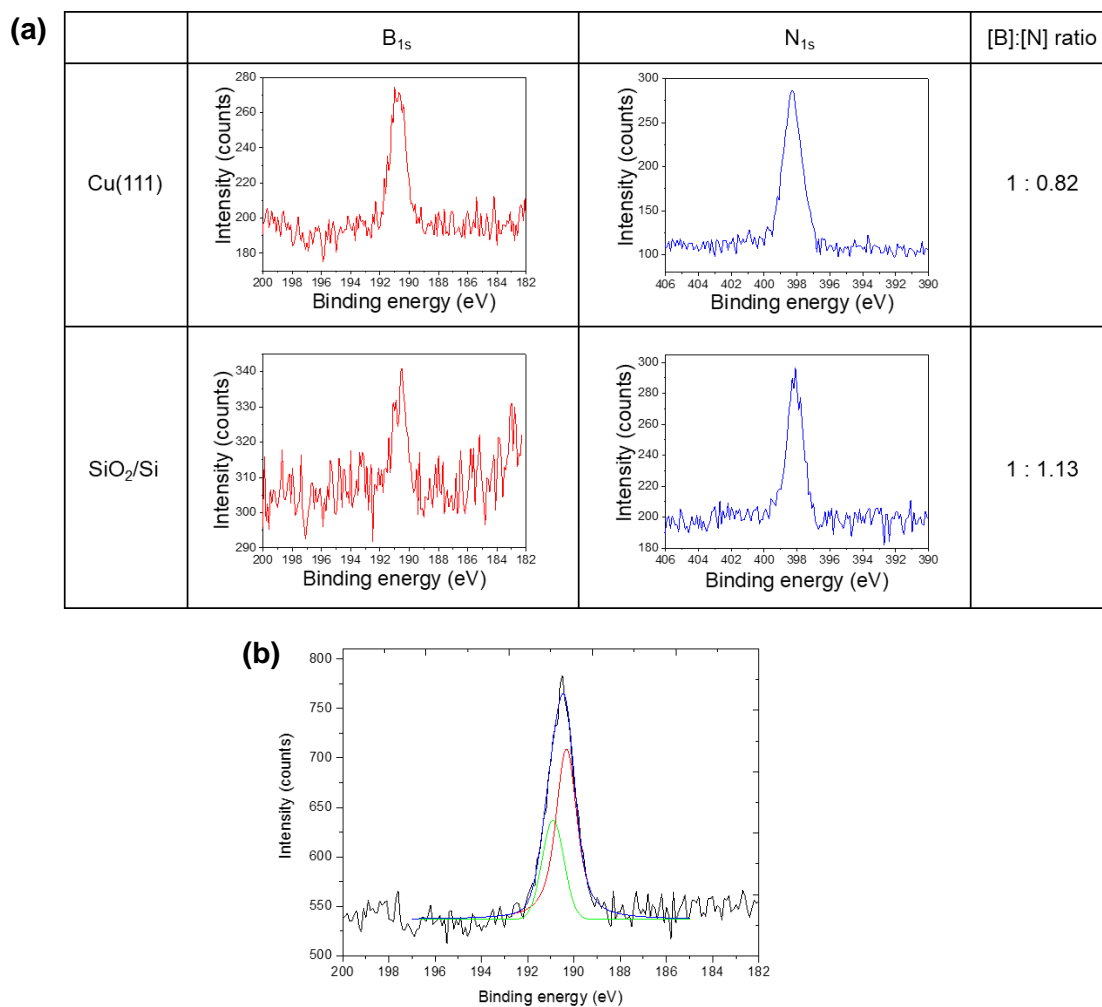 (a)
B1s N1s [B]:[N] ratio
Cu(111)
Intensity (counts)
280
260
240
220
200
180
200 198 196 194 192 190 188 186 184 182
Binding energy (eV)
Intensity (counts)
300
250
200
150
100
406 404 402 400 398 396 394 392 390
Binding energy (eV)
1 : 0.82
SiO2/Si
Intensity (counts)
340
330
320
310
300
290
200 198 196 194 192 190 188 186 184 182
Binding energy (eV)
Intensity (counts)
300
280
260
240
220
200
180
406 404 402 400 398 396 394 392 390
Binding energy (eV)
1 : 1.13
(b)
Intensity (counts)
800
750
700
650
600
550
500
200 198 196 194 192 190 188 186 184 182
Binding energy (eV)